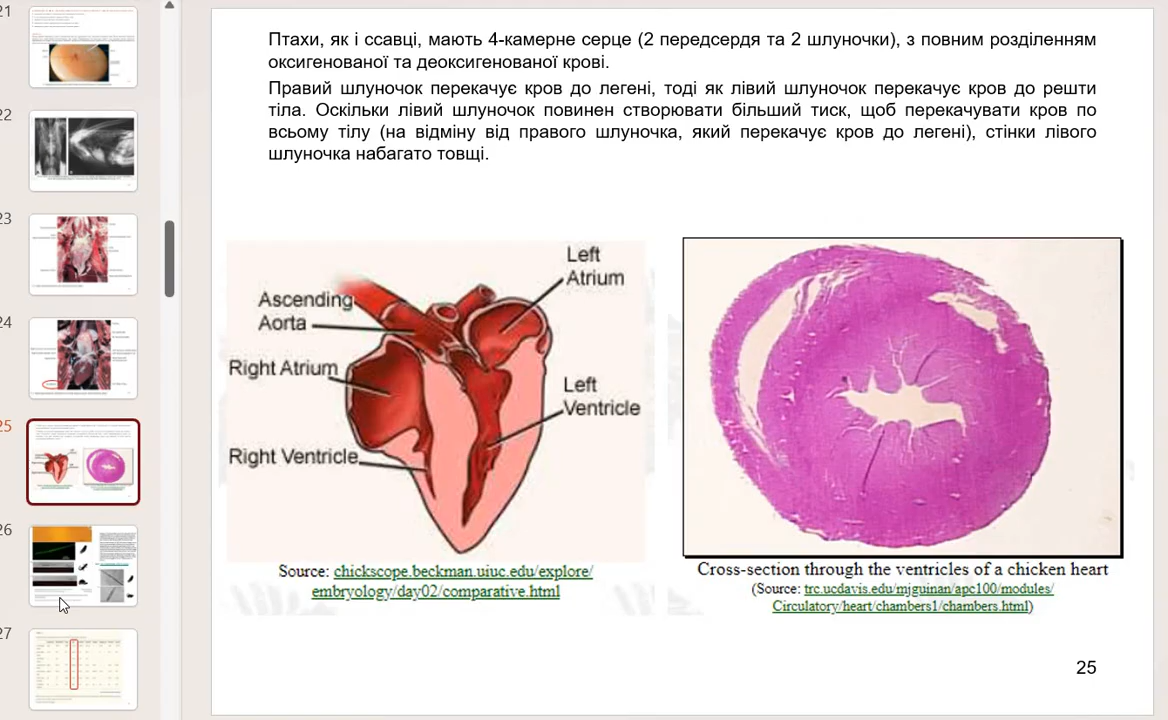 21
22
23
24
25
26
27
Птахи, як і ссавці, мають 4-камерне серце (2 передсердя та 2 шлуночки), з повним розділенням
оксигенованої та деоксигенованої крові.
Правий шлуночок перекачує кров до легені, тоді як лівий шлуночок перекачує кров до решти
тіла. Оскільки лівий шлуночок повинен створювати більший тиск, щоб перекачувати кров по
всьому тілу (на відміну від правого шлуночка, який перекачує кров до легені), стінки лівого
шлуночка набагато товщі.
Left
Atrium
Ascending
Aorta
Right Atrium
Left
Ventricle
Right Ventricle
Source: chickscope.beckman.uiuc.edu/explore/
embryology/day02/comparative.html
Cross-section through the ventricles of a chicken heart
(Source: trc.ucdavis.edu/mjguinan/apc100/modules/
Circulatory/heart/chambers1/chambers.html)
25